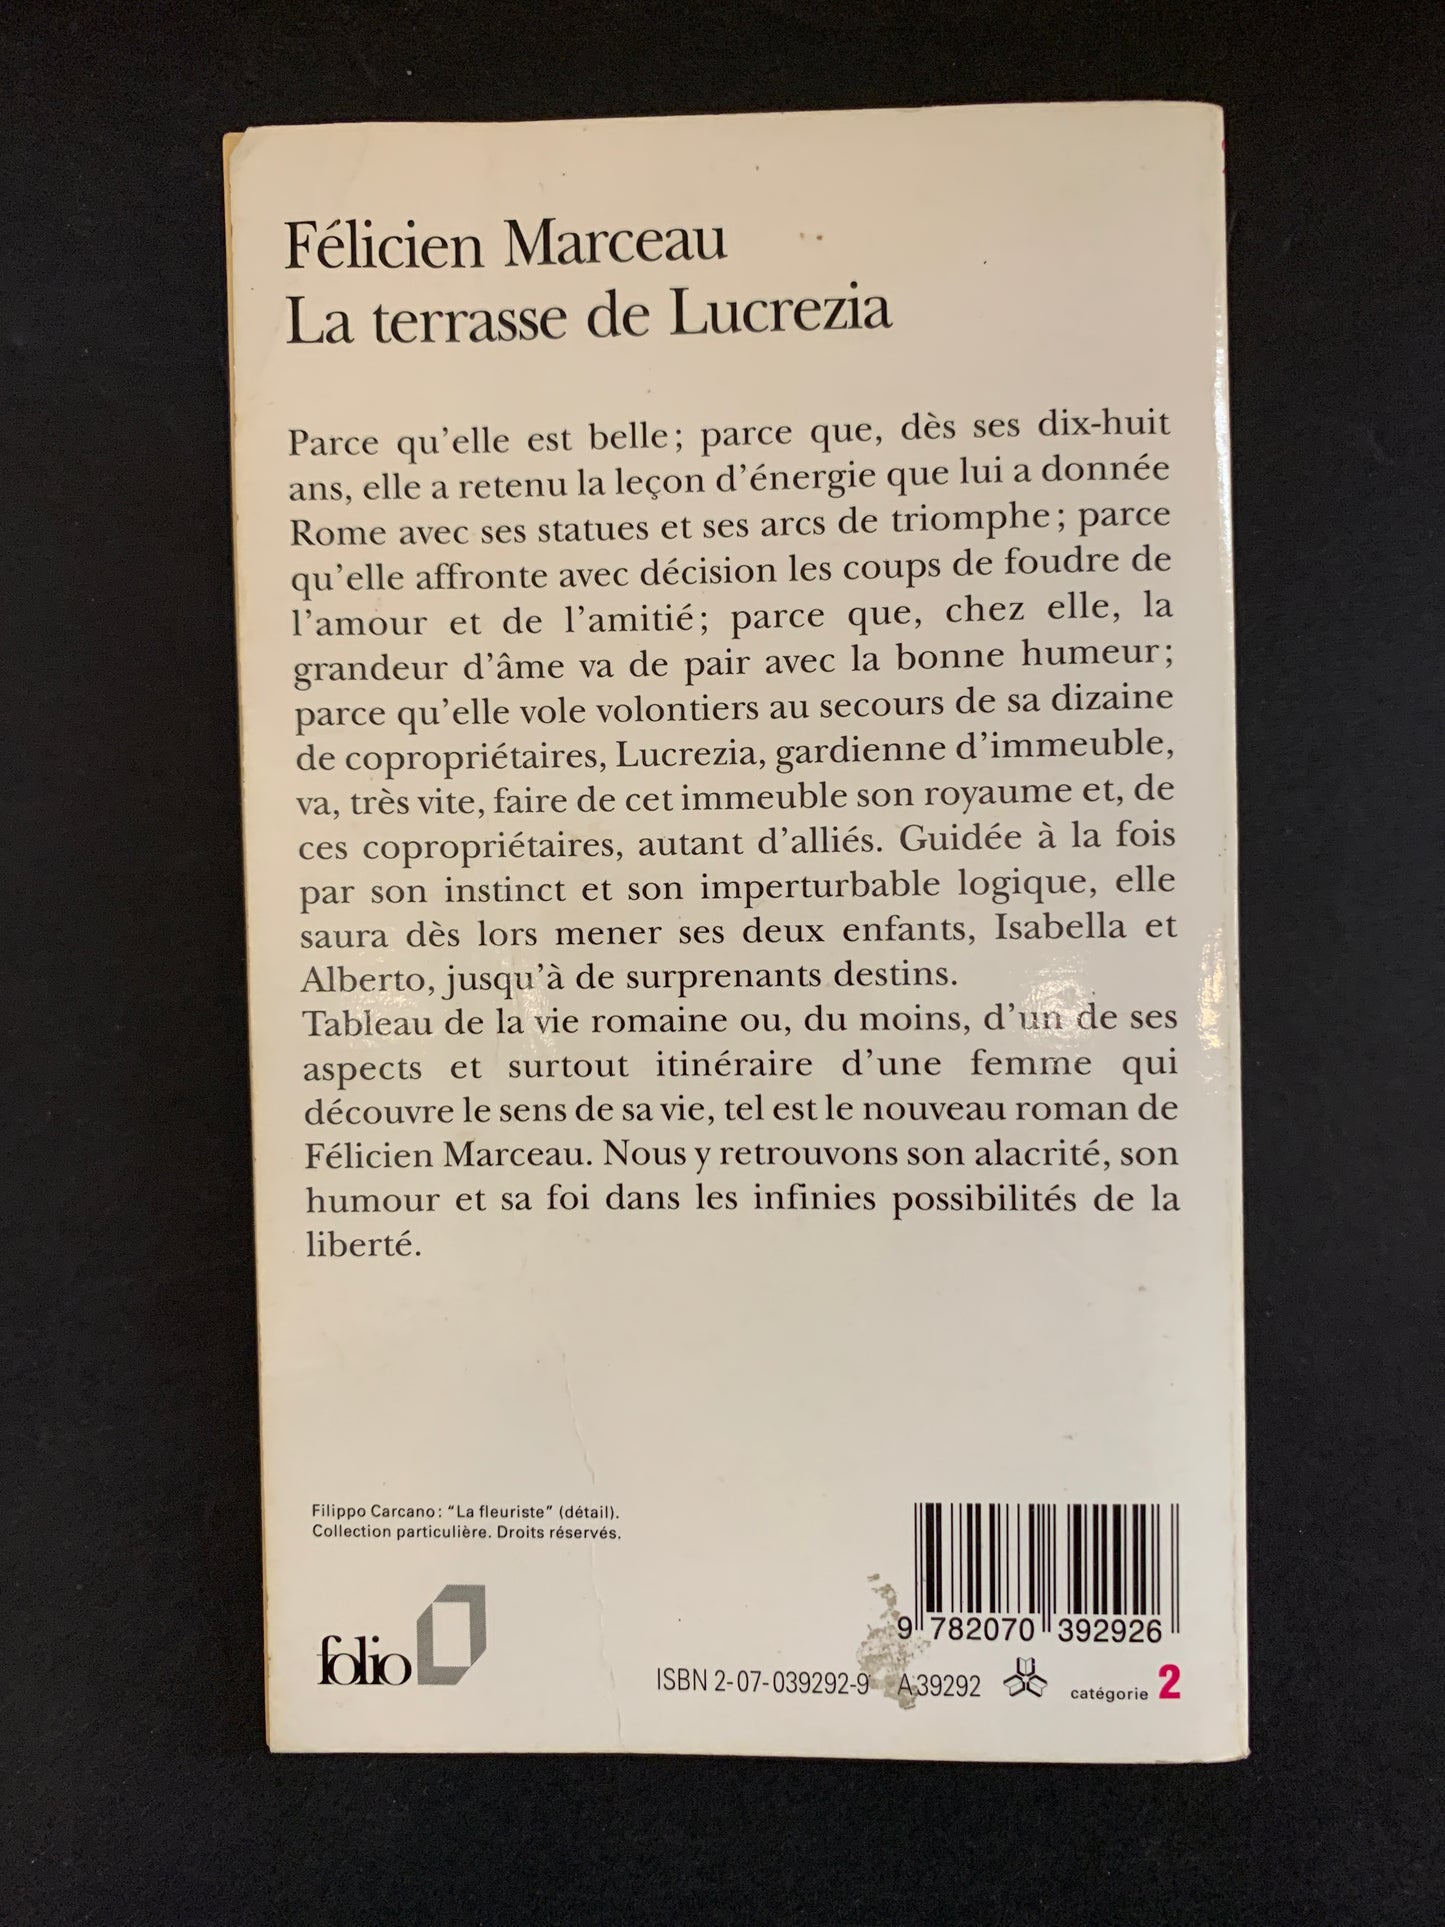 Félicien Marceau
La terrasse de Lucrezia
Parce qu'elle est belle; parce que, dès ses dix-huit
ans, elle a retenu la leçon d'énergie que lui a donnée
Rome avec ses statues et ses arcs de triomphe; parce
qu'elle affronte avec décision les coups de foudre de
l'amour et de l'amitié; parce que, chez elle, la
grandeur d'âme va de pair avec la bonne humeur;
parce qu'elle vole volontiers au secours de sa dizaine
de copropriétaires, Lucrezia, gardienne d'immeuble,
va, très vite, faire de cet immeuble son royaume et, de
ces copropriétaires, autant d'alliés. Guidée à la fois
par son instinct et son imperturbable logique, elle
saura dès lors mener ses deux enfants, Isabella et
Alberto, jusqu'à de surprenants destins.
Tableau de la vie romaine ou, du moins, d'un de ses
aspects et surtout itinéraire d'une femme qui
découvre le sens de sa vie, tel est le nouveau roman de
Félicien Marceau. Nous y retrouvons son alacrité, son
humour et sa foi dans les infinies possibilités de la
liberté.
Filippo Carcano: "La fleuriste" (détail).
Collection particulière. Droits réservés.
folio
9 782070 392926
ISBN 2-07-039292-9 A 39292 catégorie 2